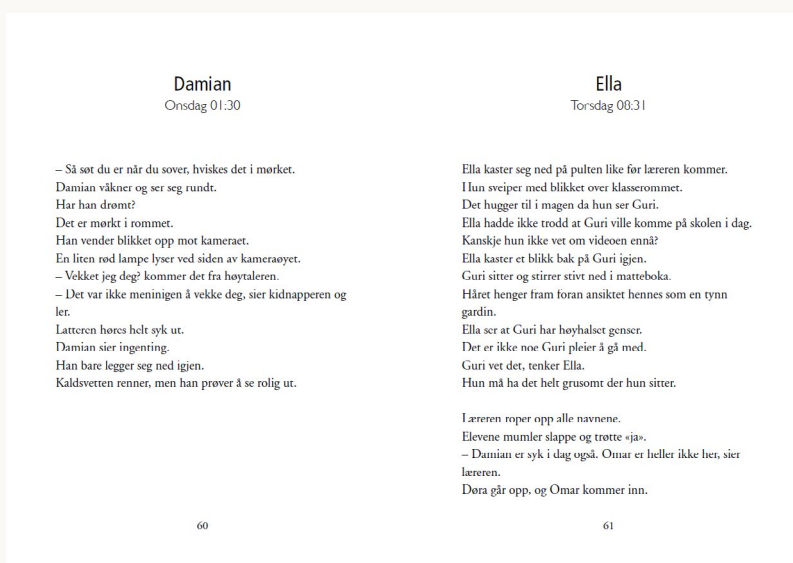 Damian
Onsdag 01:30
– Så søt du er når du sover, hviskes det i mørket.
Damian våkner og ser seg rundt.
Har han drømt?
Det er mørkt i rommet.
Han vender blikket opp mot kameraet.
En liten rød lampe lyser ved siden av kameraøyet.
– Vekket jeg deg? kommer det fra høytaleren.
– Det var ikke meninigen å vekke deg, sier kidnapperen og
ler.
Latteren høres helt syk ut.
Damian sier ingenting.
Han bare legger seg ned igjen.
Kaldsvetten renner, men han prøver å se rolig ut.
60
Ella
Torsdag 08:31
Ella kaster seg ned på pulten like før læreren kommer.
Hun sveiper med blikket over klasserommet.
Det hugger til i magen da hun ser Guri.
Ella hadde ikke trodd at Guri ville komme på skolen i dag.
Kanskje hun ikke vet om videoen ennå?
Ella kaster et blikk bak på Guri igjen.
Guri sitter og stirrer stivt ned i matteboka.
Håret henger fram foran ansiktet hennes som en tynn
gardin.
Ella ser at Guri har høyhalset genser.
Det er ikke noe Guri pleier å gå med.
Guri vet det, tenker Ella.
Hun må ha det helt grusomt der hun sitter.
Læreren roper opp alle navnene.
Elevene mumler slappe og trøtte «ja».
– Damian er syk i dag også. Omar er heller ikke her, sier
læreren.
Døra går opp, og Omar kommer inn.
61